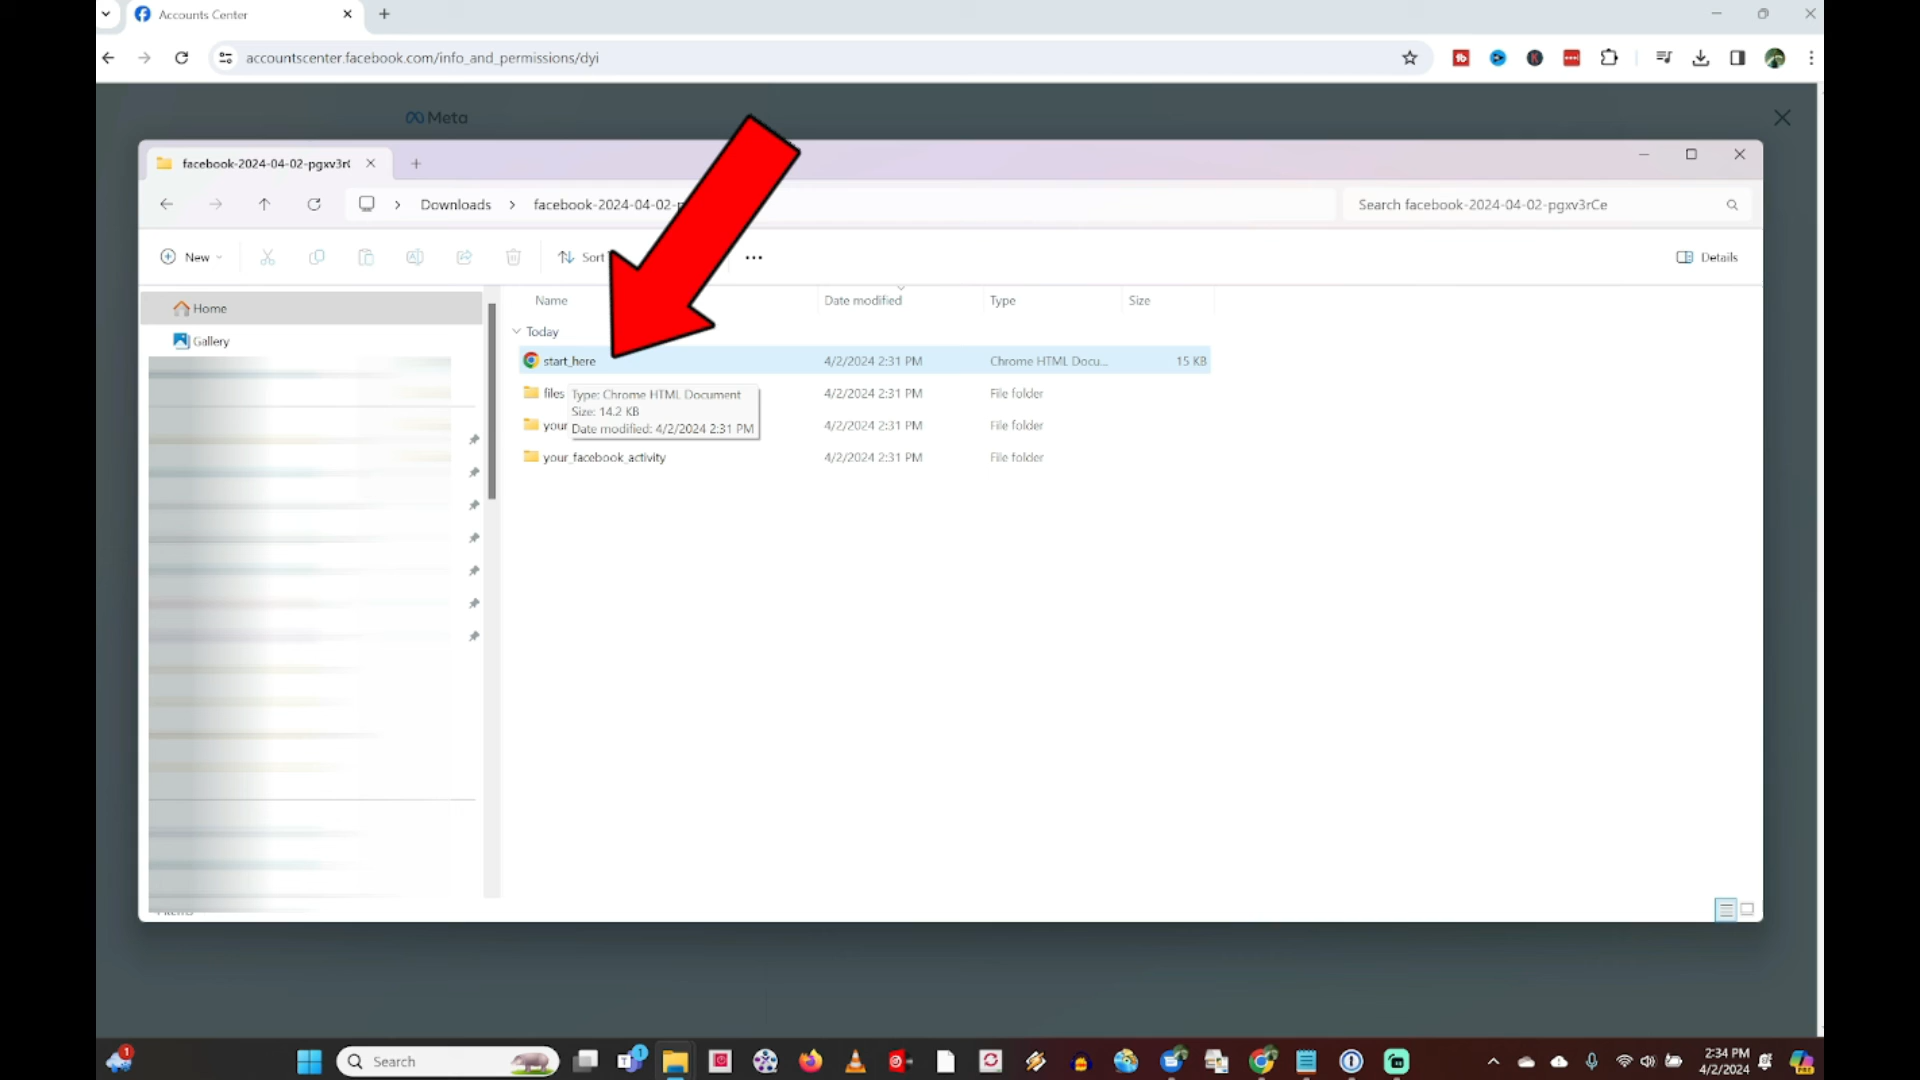 Accounts Center
accountscenter.facebook.com/info_and_permissions/dyi
Meta
facebook-2024-04-02-pgxv3r(
Downloads > facebook-2024-04-02-p
Search facebook-2024-04-02-pgxv3rCe
New
Sort
Details
Home
Gallery
Name Date modified Type Size
Today
start_here 4/2/2024 2:31 PM Chrome HTML Docu... 15 KB
files 4/2/2024 2:31 PM File folder
your 4/2/2024 2:31 PM File folder
your_facebook_activity 4/2/2024 2:31 PM File folder
Type: Chrome HTML Document
Size: 14.2 KB
Date modified: 4/2/2024 2:31 PM
1
Search
1
2:34 PM
4/2/2024